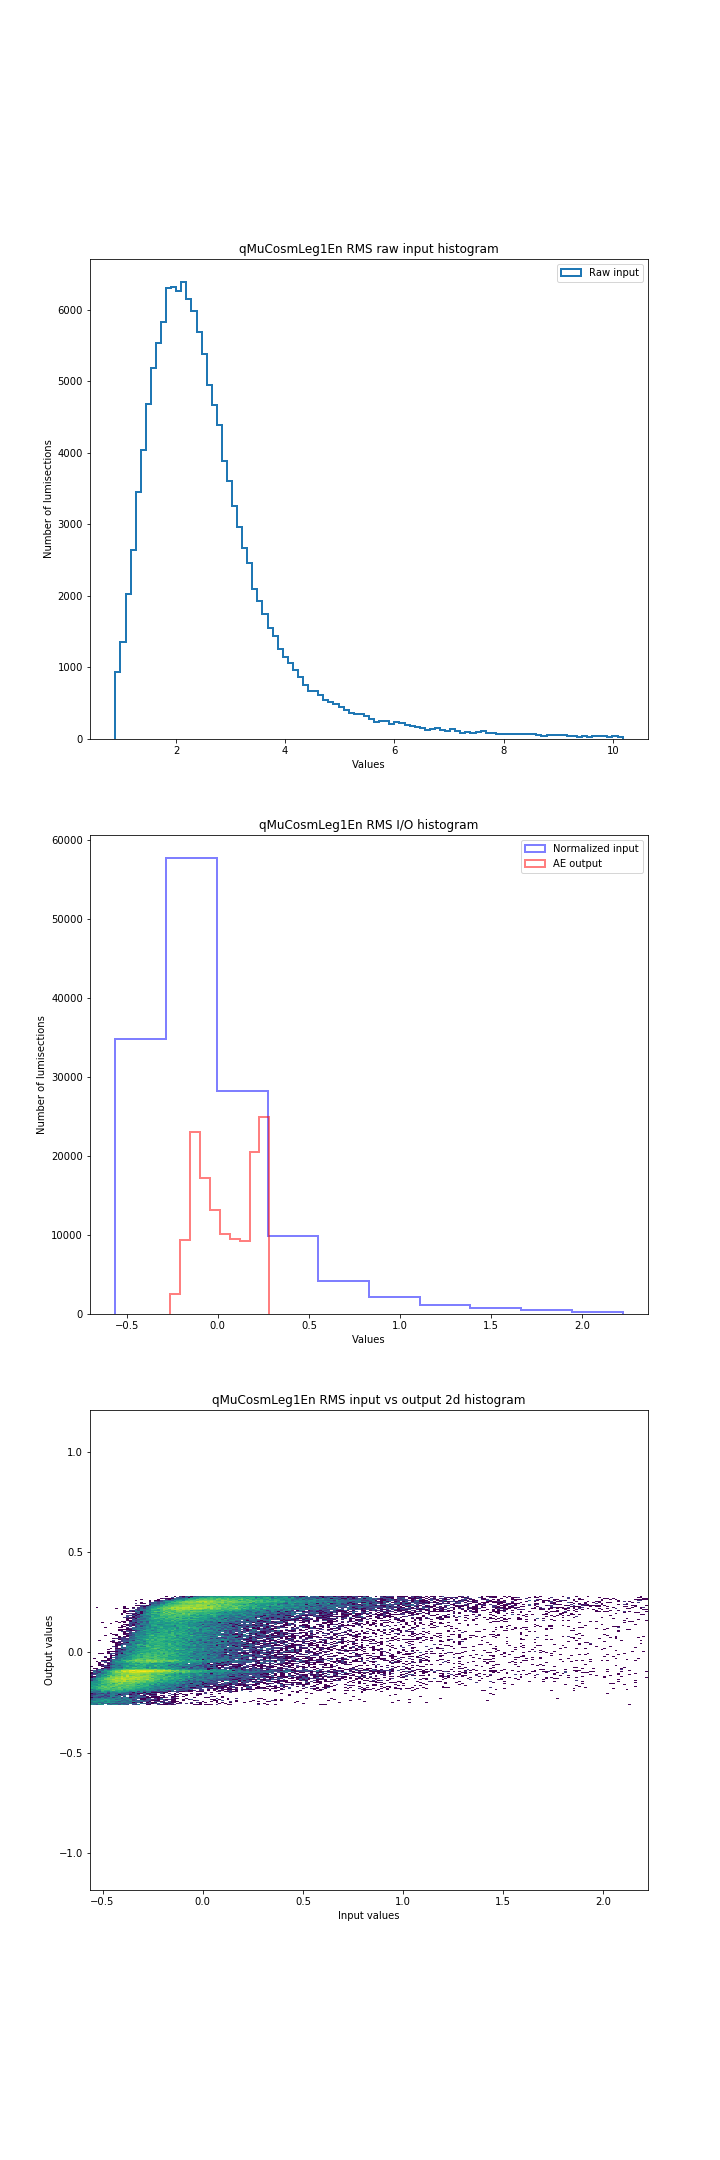 qMuCosmLeg1En RMS raw input histogram
Raw input
6000
5000
4000
3000
2000
1000
0
Number of lumisections
2 4 6 8 10
Values
qMuCosmLeg1En RMS I/O histogram
Normalized input
AE output
60000
50000
40000
30000
20000
10000
0
Number of lumisections
−0.5 0.0 0.5 1.0 1.5 2.0
Values
qMuCosmLeg1En RMS input vs output 2d histogram
1.0
0.5
0.0
−0.5
−1.0
Output values
−0.5 0.0 0.5 1.0 1.5 2.0
Input values